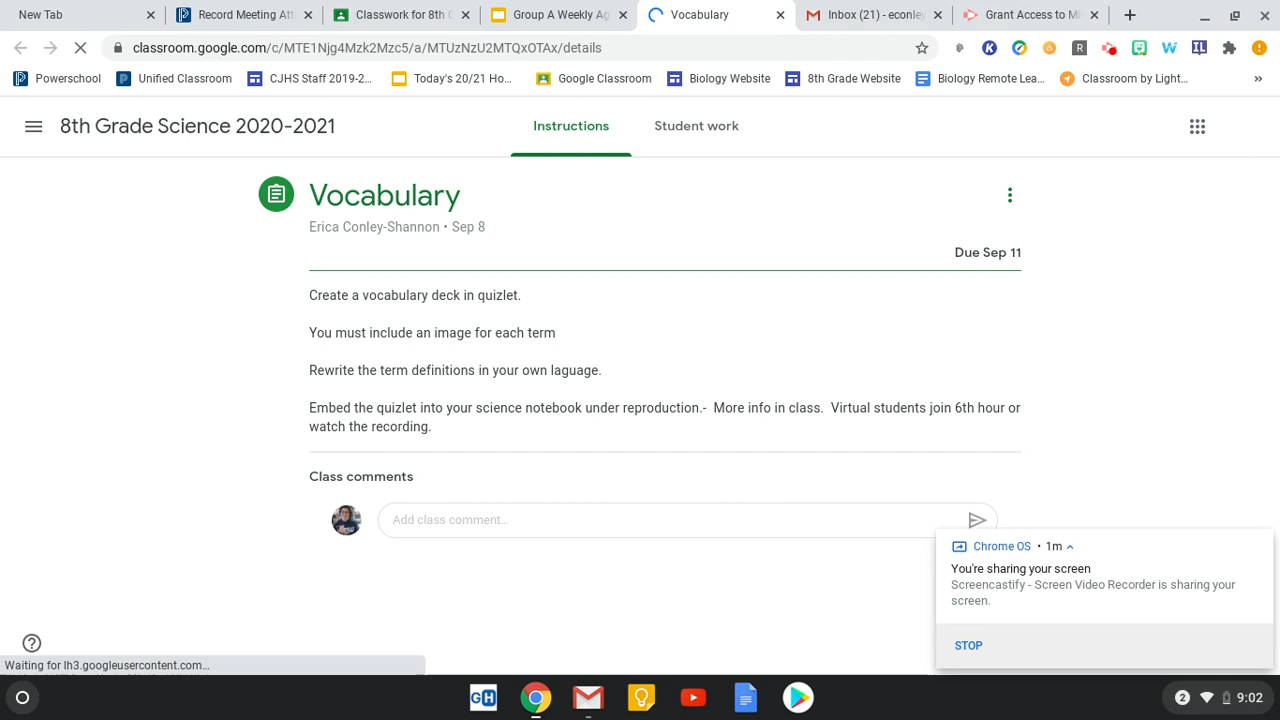 New Tab
Record Meeting Att
Classwork for 8th G
Group A Weekly Ag
Vocabulary
Inbox (21) - econley
Grant Access to Mi
classroom.google.com/c/MTE1Njg4Mzk2Mzc5/a/MTUzNzU2MTQxOTAx/details
Powerschool
Unified Classroom
CJHS Staff 2019-2...
Today's 20/21 Ho...
Google Classroom
Biology Website
8th Grade Website
Biology Remote Lea...
Classroom by Light...
»
8th Grade Science 2020-2021
Instructions
Student work
Vocabulary
Erica Conley-Shannon • Sep 8
Due Sep 11
Create a vocabulary deck in quizlet.
You must include an image for each term
Rewrite the term definitions in your own laguage.
Embed the quizlet into your science notebook under reproduction.-  More info in class.  Virtual students join 6th hour or
watch the recording.
Class comments
Add class comment...
Chrome OS • 1m
You're sharing your screen
Screencastify - Screen Video Recorder is sharing your
screen.
STOP
Waiting for lh3.googleusercontent.com...
GH
2
9:02